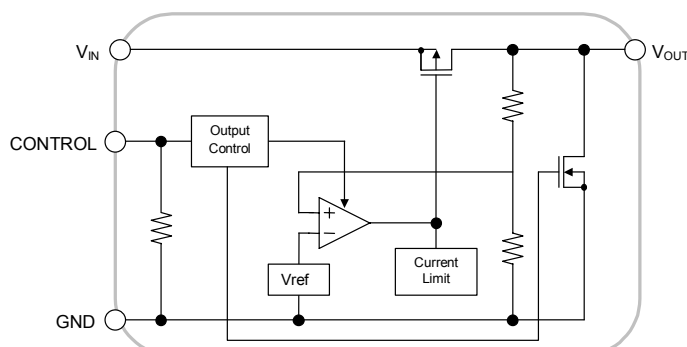 VIN
VOUT
CONTROL
Output
Control
+
−
Vref
Current
Limit
GND